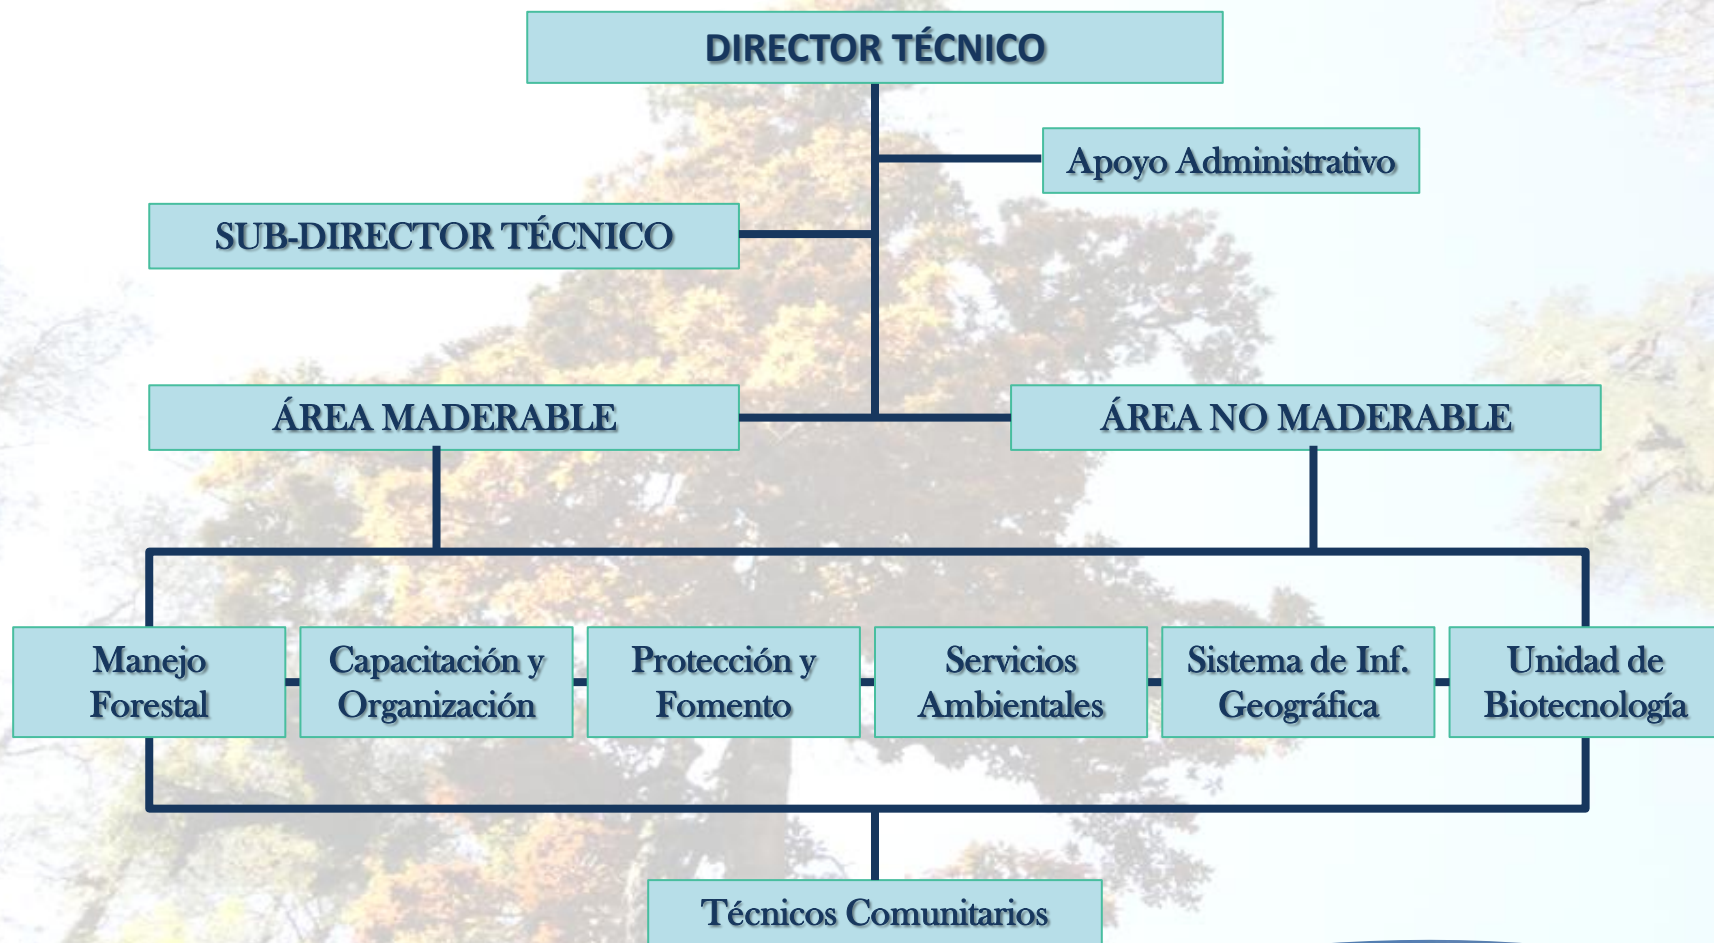 DIRECTOR TÉCNICO
Apoyo Administrativo
SUB-DIRECTOR TÉCNICO
ÁREA MADERABLE
ÁREA NO MADERABLE
Manejo
Forestal
Capacitación y
Organización
Protección y
Fomento
Servicios
Ambientales
Sistema de Inf.
Geográfica
Unidad de
Biotecnología
Técnicos Comunitarios